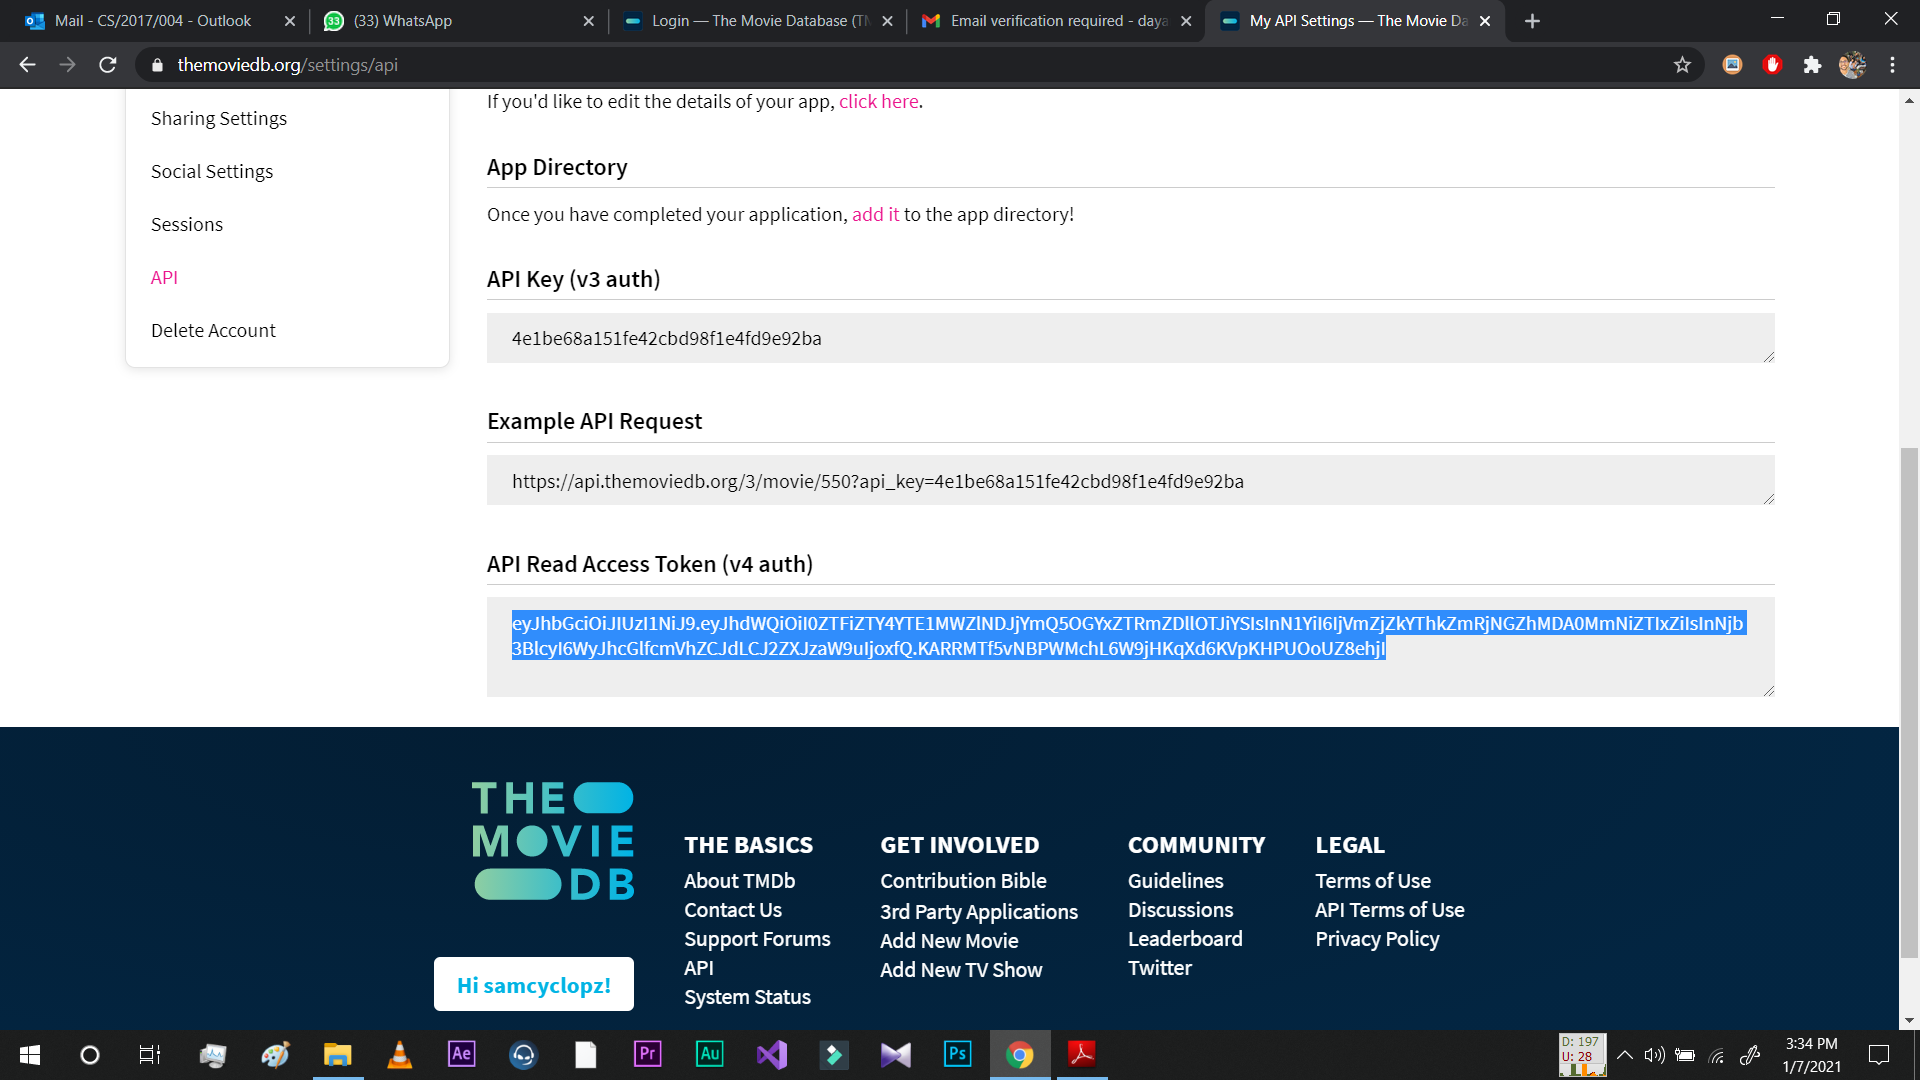 Mail - CS/2017/004 - Outlook
(33) WhatsApp
Login — The Movie Database (TM
Email verification required - daya
My API Settings — The Movie Da
themoviedb.org/settings/api
If you'd like to edit the details of your app, click here.
Sharing Settings
Social Settings
Sessions
API
Delete Account
App Directory
Once you have completed your application, add it to the app directory!
API Key (v3 auth)
4e1be68a151fe42cbd98f1e4fd9e92ba
Example API Request
https://api.themoviedb.org/3/movie/550?api_key=4e1be68a151fe42cbd98f1e4fd9e92ba
API Read Access Token (v4 auth)
eyJhbGciOiJIUzI1NiJ9.eyJhdWQiOiI0ZTFiZTY4YTE1MWZlNDJjYmQ5OGYxZTRmZDllOTJiYSIsInN1YiI6IjVmZjZkYThkZmRjNGZhMDA0MmNiZTIxZiIsInNjb
3BlcyI6WyJhcGlfcmVhZCJdLCJ2ZXJzaW9uIjoxfQ.KARRMTf5vNBPWMchL6W9jHKqXd6KVpKHPUOoUZ8ehjI
THE
MOVIE
DB
Hi samcyclopz!
THE BASICS
About TMDb
Contact Us
Support Forums
API
System Status
GET INVOLVED
Contribution Bible
3rd Party Applications
Add New Movie
Add New TV Show
COMMUNITY
Guidelines
Discussions
Leaderboard
Twitter
LEGAL
Terms of Use
API Terms of Use
Privacy Policy
Ae
Pr
Au
Ps
D: 197
U: 28
3:34 PM
1/7/2021